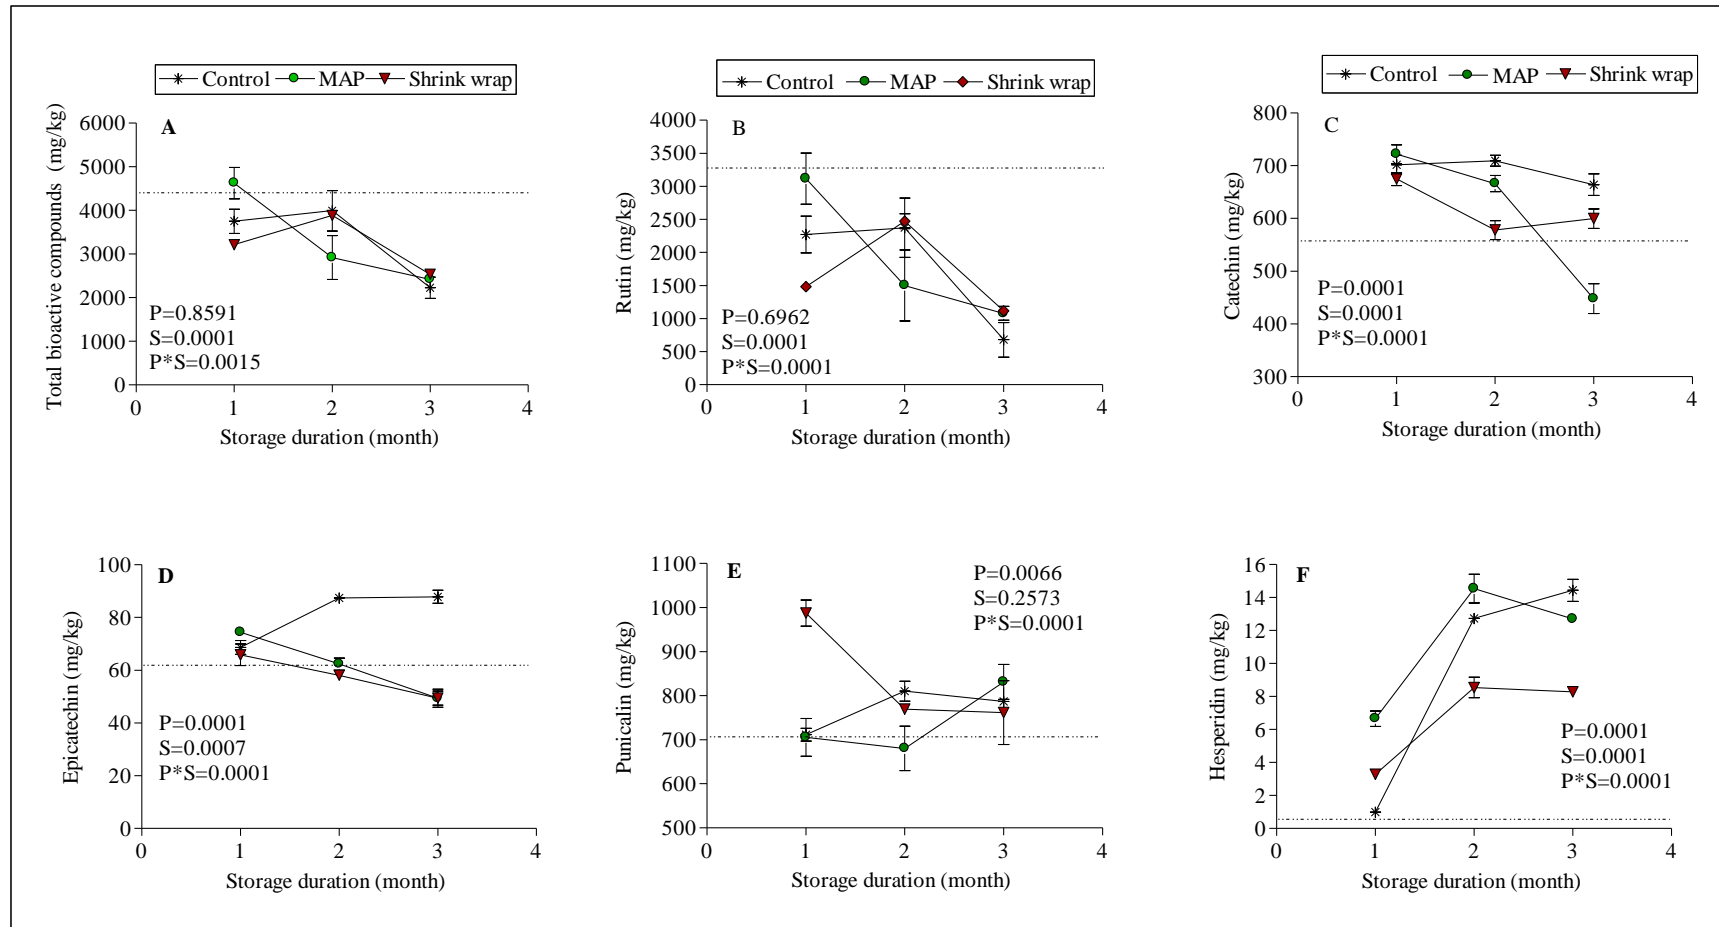 Control MAP Shrink wrap
A
Total bioactive compounds (mg/kg)
6000
5000
4000
3000
2000
1000
0
P=0.8591
S=0.0001
P*S=0.0015
0 1 2 3 4
Storage duration (month)
Control MAP Shrink wrap
B
Rutin (mg/kg)
4000
3500
3000
2500
2000
1500
1000
500
0
P=0.6962
S=0.0001
P*S=0.0001
0 1 2 3 4
Storage duration (month)
Control MAP Shrink wrap
C
Catechin (mg/kg)
800
700
600
500
400
300
P=0.0001
S=0.0001
P*S=0.0001
0 1 2 3 4
Storage duration (month)
D
Epicatechin (mg/kg)
100
80
60
40
20
0
P=0.0001
S=0.0007
P*S=0.0001
0 1 2 3 4
Storage duration (month)
E
Punicalin (mg/kg)
1100
1000
900
800
700
600
500
P=0.0066
S=0.2573
P*S=0.0001
0 1 2 3 4
Storage duration (month)
F
Hesperidin (mg/kg)
16
14
12
10
8
6
4
2
0
P=0.0001
S=0.0001
P*S=0.0001
0 1 2 3 4
Storage duration (month)